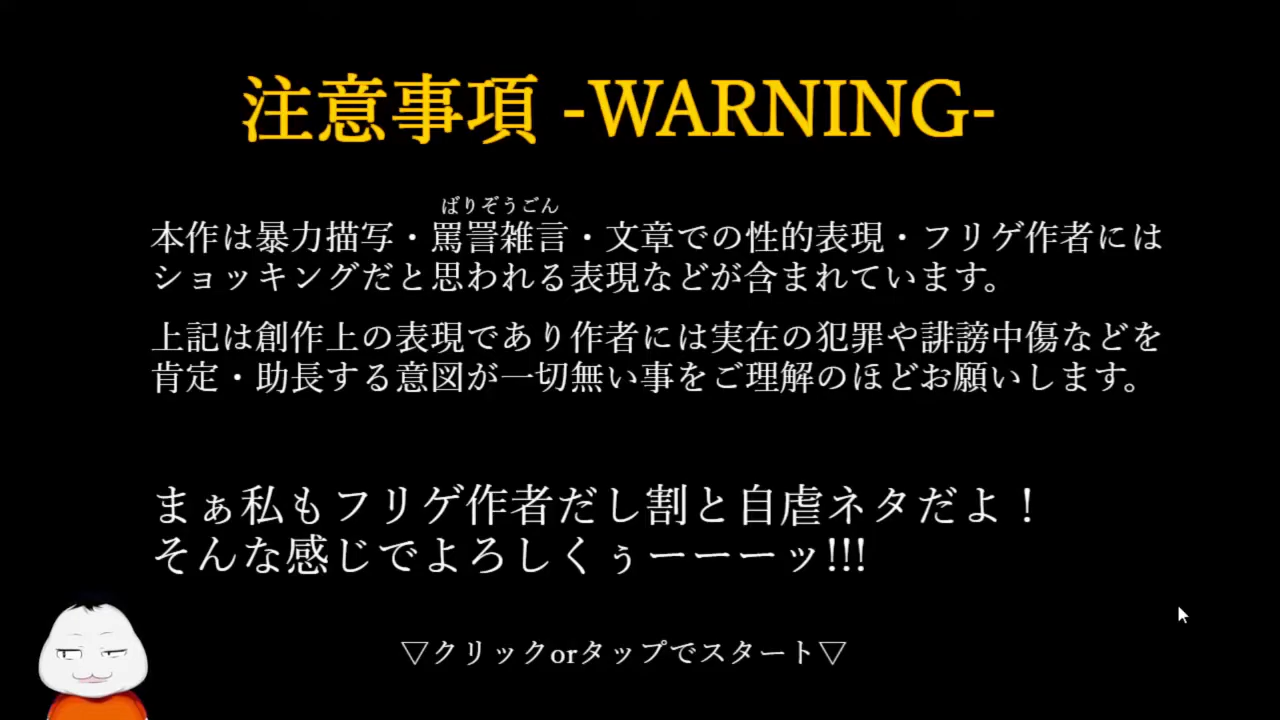 注意事項 -WARNING-
ばりぞうごん
本作は暴力描写・罵詈雑言・文章での性的表現・フリゲ作者には
ショッキングだと思われる表現などが含まれています。
上記は創作上の表現であり作者には実在の犯罪や誹謗中傷などを
肯定・助長する意図が一切無い事をご理解のほどお願いします。
まぁ私もフリゲ作者だし割と自虐ネタだよ！
そんな感じでよろしくぅーーーッ!!!
▽クリックorタップでスタート▽